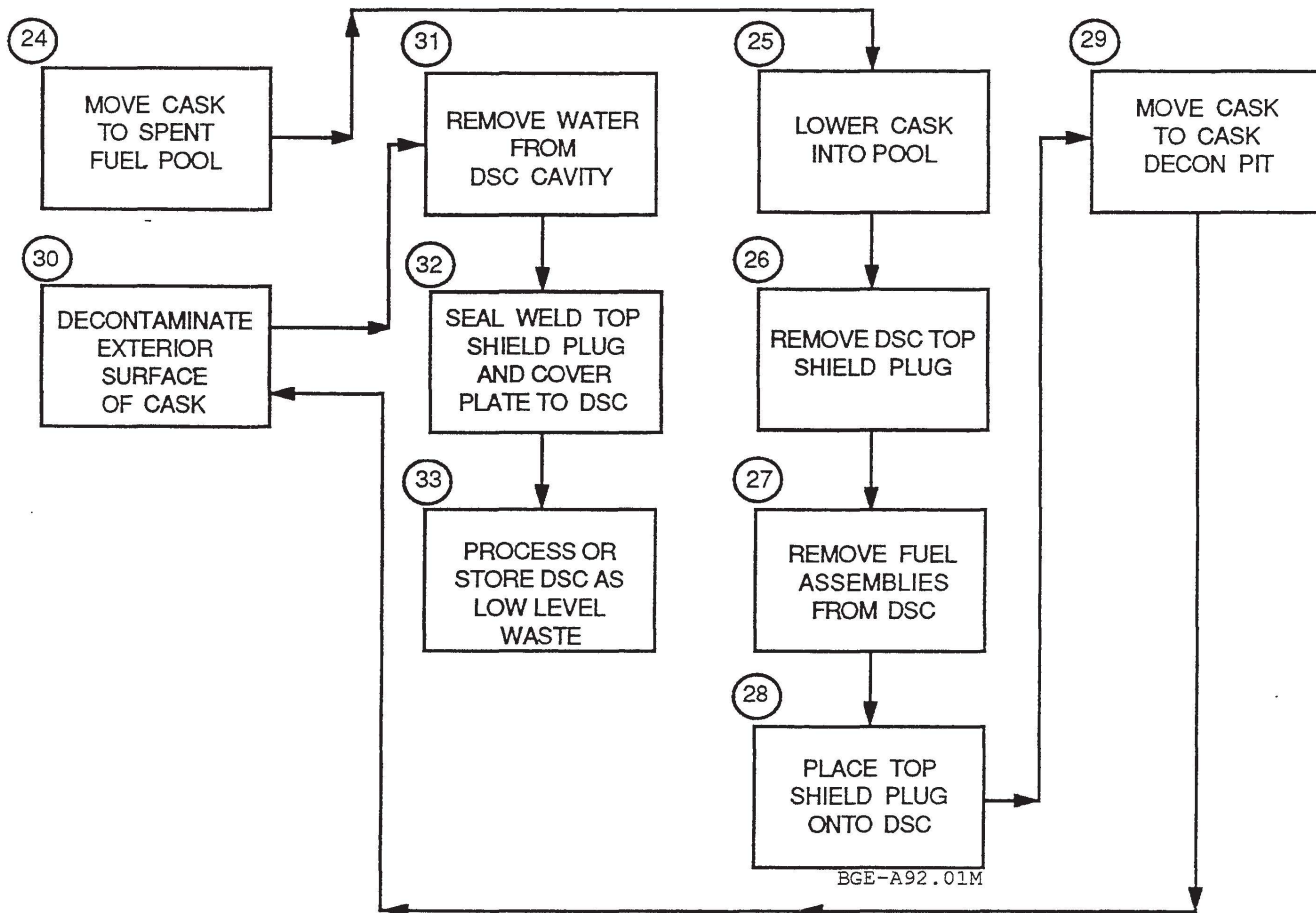 24
MOVE CASK
TO SPENT
FUEL POOL
25
LOWER CASK
INTO POOL
26
REMOVE DSC TOP
SHIELD PLUG
27
REMOVE FUEL
ASSEMBLIES
FROM DSC
28
PLACE TOP
SHIELD PLUG
ONTO DSC
29
MOVE CASK
TO CASK
DECON PIT
30
DECONTAMINATE
EXTERIOR
SURFACE
OF CASK
31
REMOVE WATER
FROM
DSC CAVITY
32
SEAL WELD TOP
SHIELD PLUG
AND COVER
PLATE TO DSC
33
PROCESS OR
STORE DSC AS
LOW LEVEL
WASTE
BGE-A92.01M